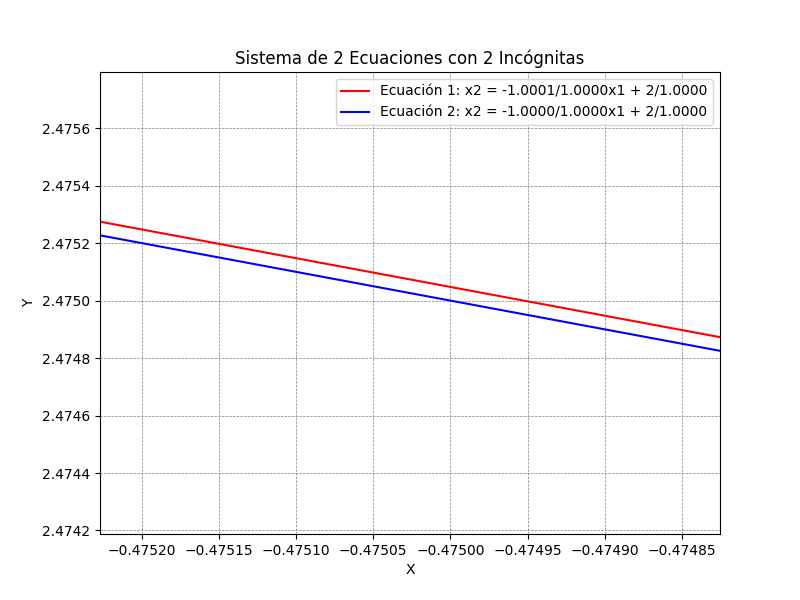 Sistema de 2 Ecuaciones con 2 Incógnitas
Ecuación 1: x2 = -1.0001/1.0000x1 + 2/1.0000
Ecuación 2: x2 = -1.0000/1.0000x1 + 2/1.0000
2.4756
2.4754
2.4752
2.4750
2.4748
2.4746
2.4744
2.4742
Y
−0.47520 −0.47515 −0.47510 −0.47505 −0.47500 −0.47495 −0.47490 −0.47485
X